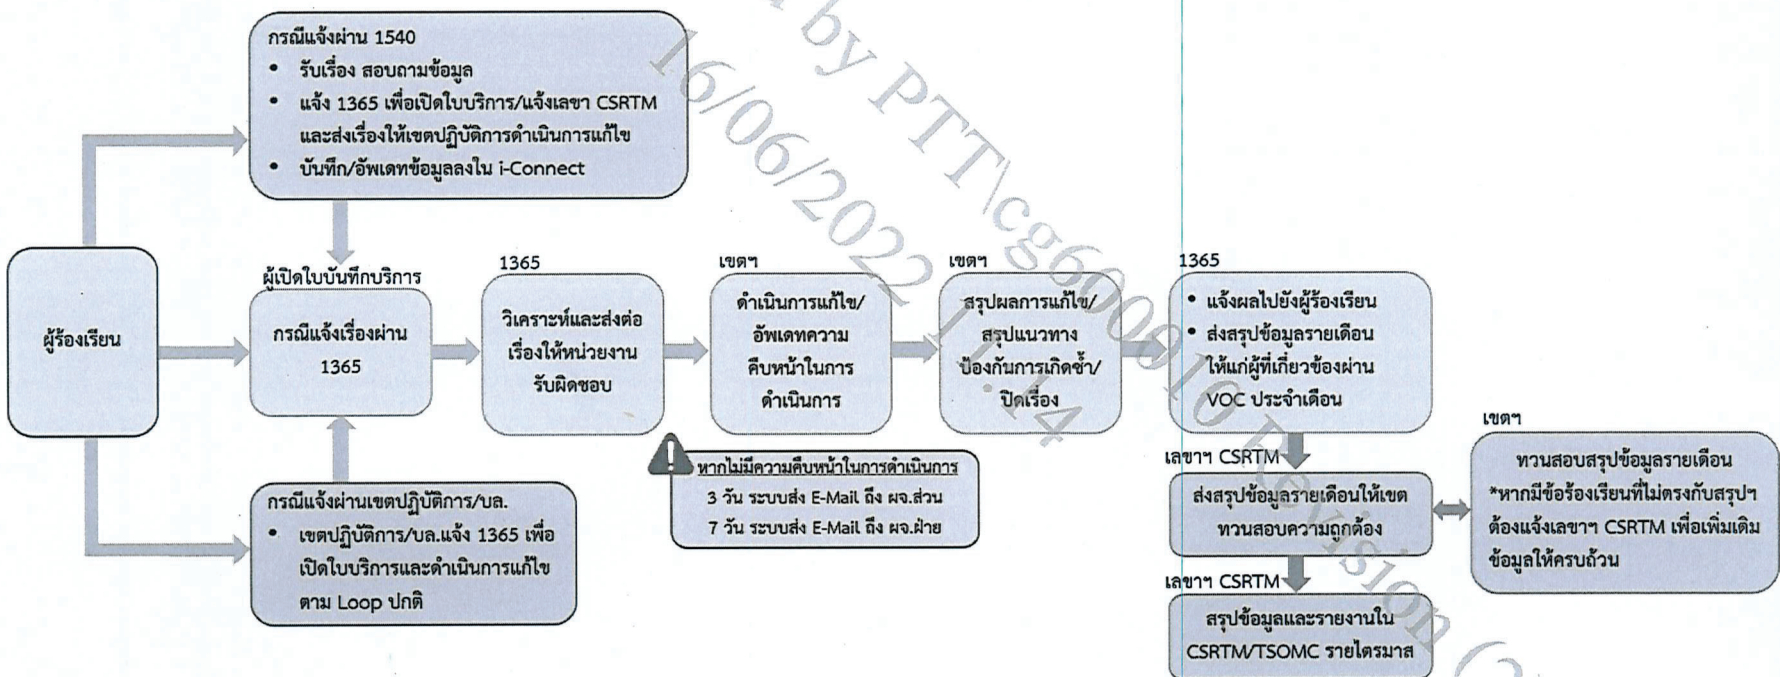 กรณีแจ้งผ่าน 1540
• รับเรื่อง สอบถามข้อมูล
• แจ้ง 1365 เพื่อเปิดใบบริการ/แจ้งเลขา CSRTM
และส่งเรื่องให้เขตปฏิบัติการดำเนินการแก้ไข
• บันทึก/อัพเดทข้อมูลลงใน i-Connect
ผู้ร้องเรียน
ผู้เปิดใบบันทึกบริการ
กรณีแจ้งเรื่องผ่าน
1365
1365
วิเคราะห์และส่งต่อ
เรื่องให้หน่วยงาน
รับผิดชอบ
เขตฯ
ดำเนินการแก้ไข/
อัพเดทความ
คืบหน้าในการ
ดำเนินการ
เขตฯ
สรุปผลการแก้ไข/
สรุปแนวทาง
ป้องกันการเกิดซ้ำ/
ปิดเรื่อง
1365
• แจ้งผลไปยังผู้ร้องเรียน
• ส่งสรุปข้อมูลรายเดือน
ให้แก่ผู้ที่เกี่ยวข้องผ่าน
VOC ประจำเดือน
หากไม่มีความคืบหน้าในการดำเนินการ
3 วัน ระบบส่ง E-Mail ถึง ผจ.ส่วน
7 วัน ระบบส่ง E-Mail ถึง ผจ.ฝ่าย
กรณีแจ้งผ่านเขตปฏิบัติการ/บล.
• เขตปฏิบัติการ/บล.แจ้ง 1365 เพื่อ
เปิดใบบริการและดำเนินการแก้ไข
ตาม Loop ปกติ
เลขาฯ CSRTM
ส่งสรุปข้อมูลรายเดือนให้เขต
ทวนสอบความถูกต้อง
เขตฯ
ทวนสอบสรุปข้อมูลรายเดือน
*หากมีข้อร้องเรียนที่ไม่ตรงกับสรุปฯ
ต้องแจ้งเลขาฯ CSRTM เพื่อเพิ่มเติม
ข้อมูลให้ครบถ้วน
เลขาฯ CSRTM
สรุปข้อมูลและรายงานใน
CSRTM/TSOMC รายไตรมาส
by PTT\cg600010 Revision (
16/06/2022 11:14